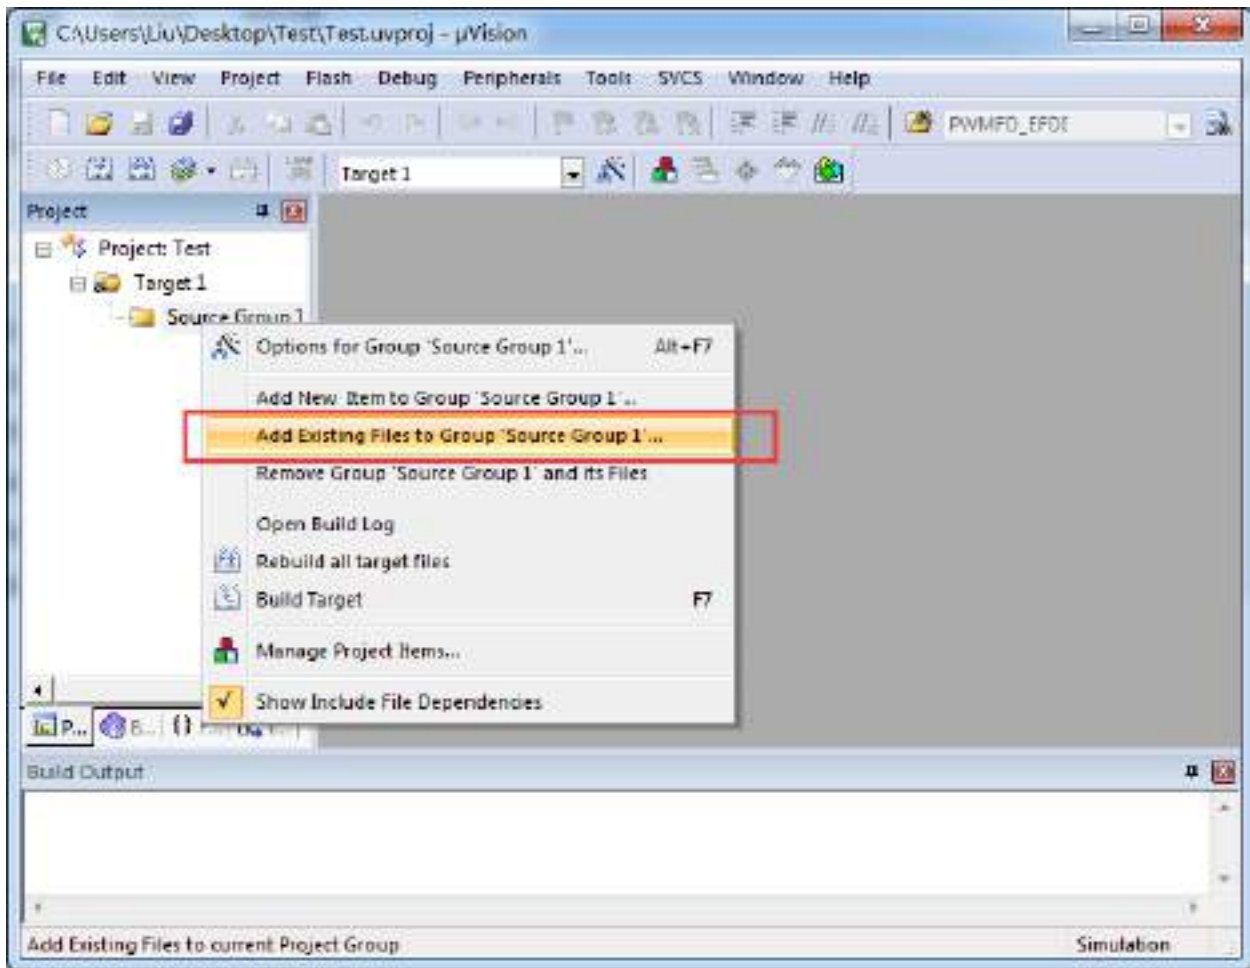 C:\Users\Liu\Desktop\Test\Test.uvproj - µVision
File Edit View Project Flash Debug Peripherals Tools SVCS Window Help
PWMFD_EFDI
Target 1
Project
Project: Test
Target 1
Source Group 1
Options for Group 'Source Group 1'... Alt+F7
Add New Item to Group 'Source Group 1'...
Add Existing Files to Group 'Source Group 1'...
Remove Group 'Source Group 1' and its Files
Open Build Log
Rebuild all target files
Build Target F7
Manage Project Items...
Show Include File Dependencies
P... B... {}
Build Output
Add Existing Files to current Project Group Simulation